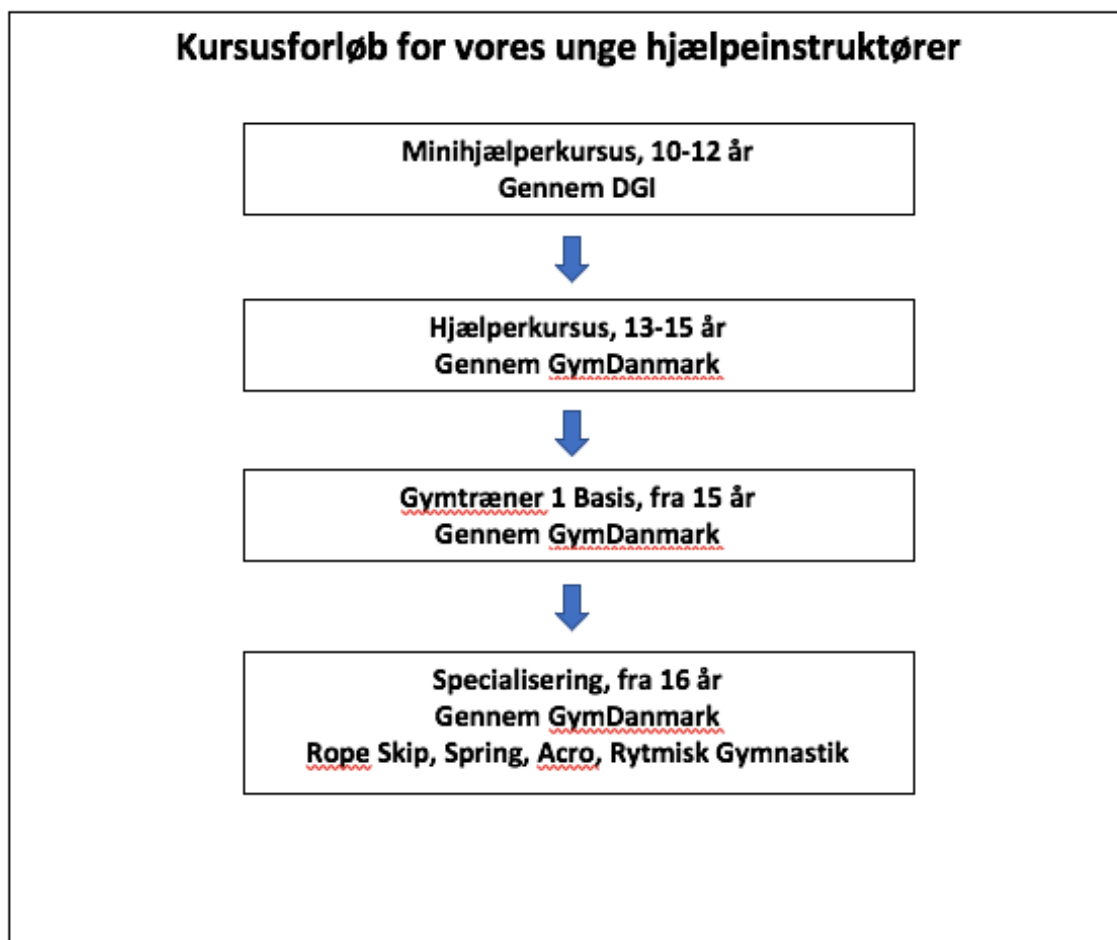 Kursusforløb for vores unge hjælpeinstruktører
Minihjælperkursus, 10-12 år
Gennem DGI
Hjælperkursus, 13-15 år
Gennem GymDanmark
Gymtræner 1 Basis, fra 15 år
Gennem GymDanmark
Specialisering, fra 16 år
Gennem GymDanmark
Rope Skip, Spring, Acro, Rytmisk Gymnastik